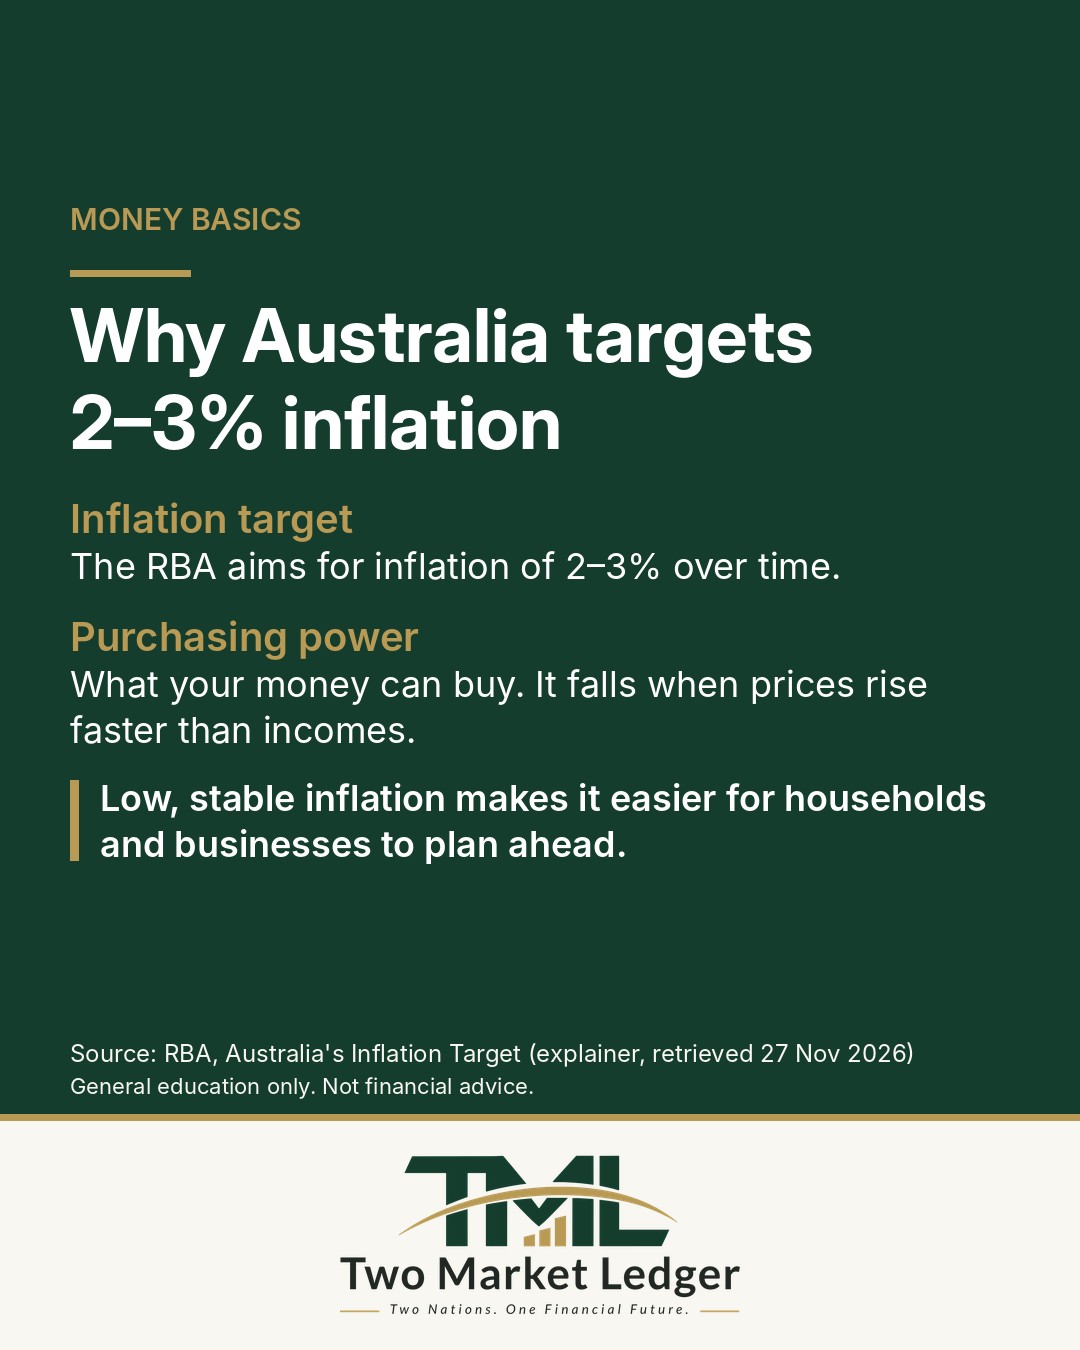 MONEY BASICS
Why Australia targets
2–3% inflation
Inflation target
The RBA aims for inflation of 2–3% over time.
Purchasing power
What your money can buy. It falls when prices rise
faster than incomes.
Low, stable inflation makes it easier for households
and businesses to plan ahead.
Source: RBA, Australia's Inflation Target (explainer, retrieved 27 Nov 2026)
General education only. Not financial advice.
TML
Two Market Ledger
Two Nations. One Financial Future.